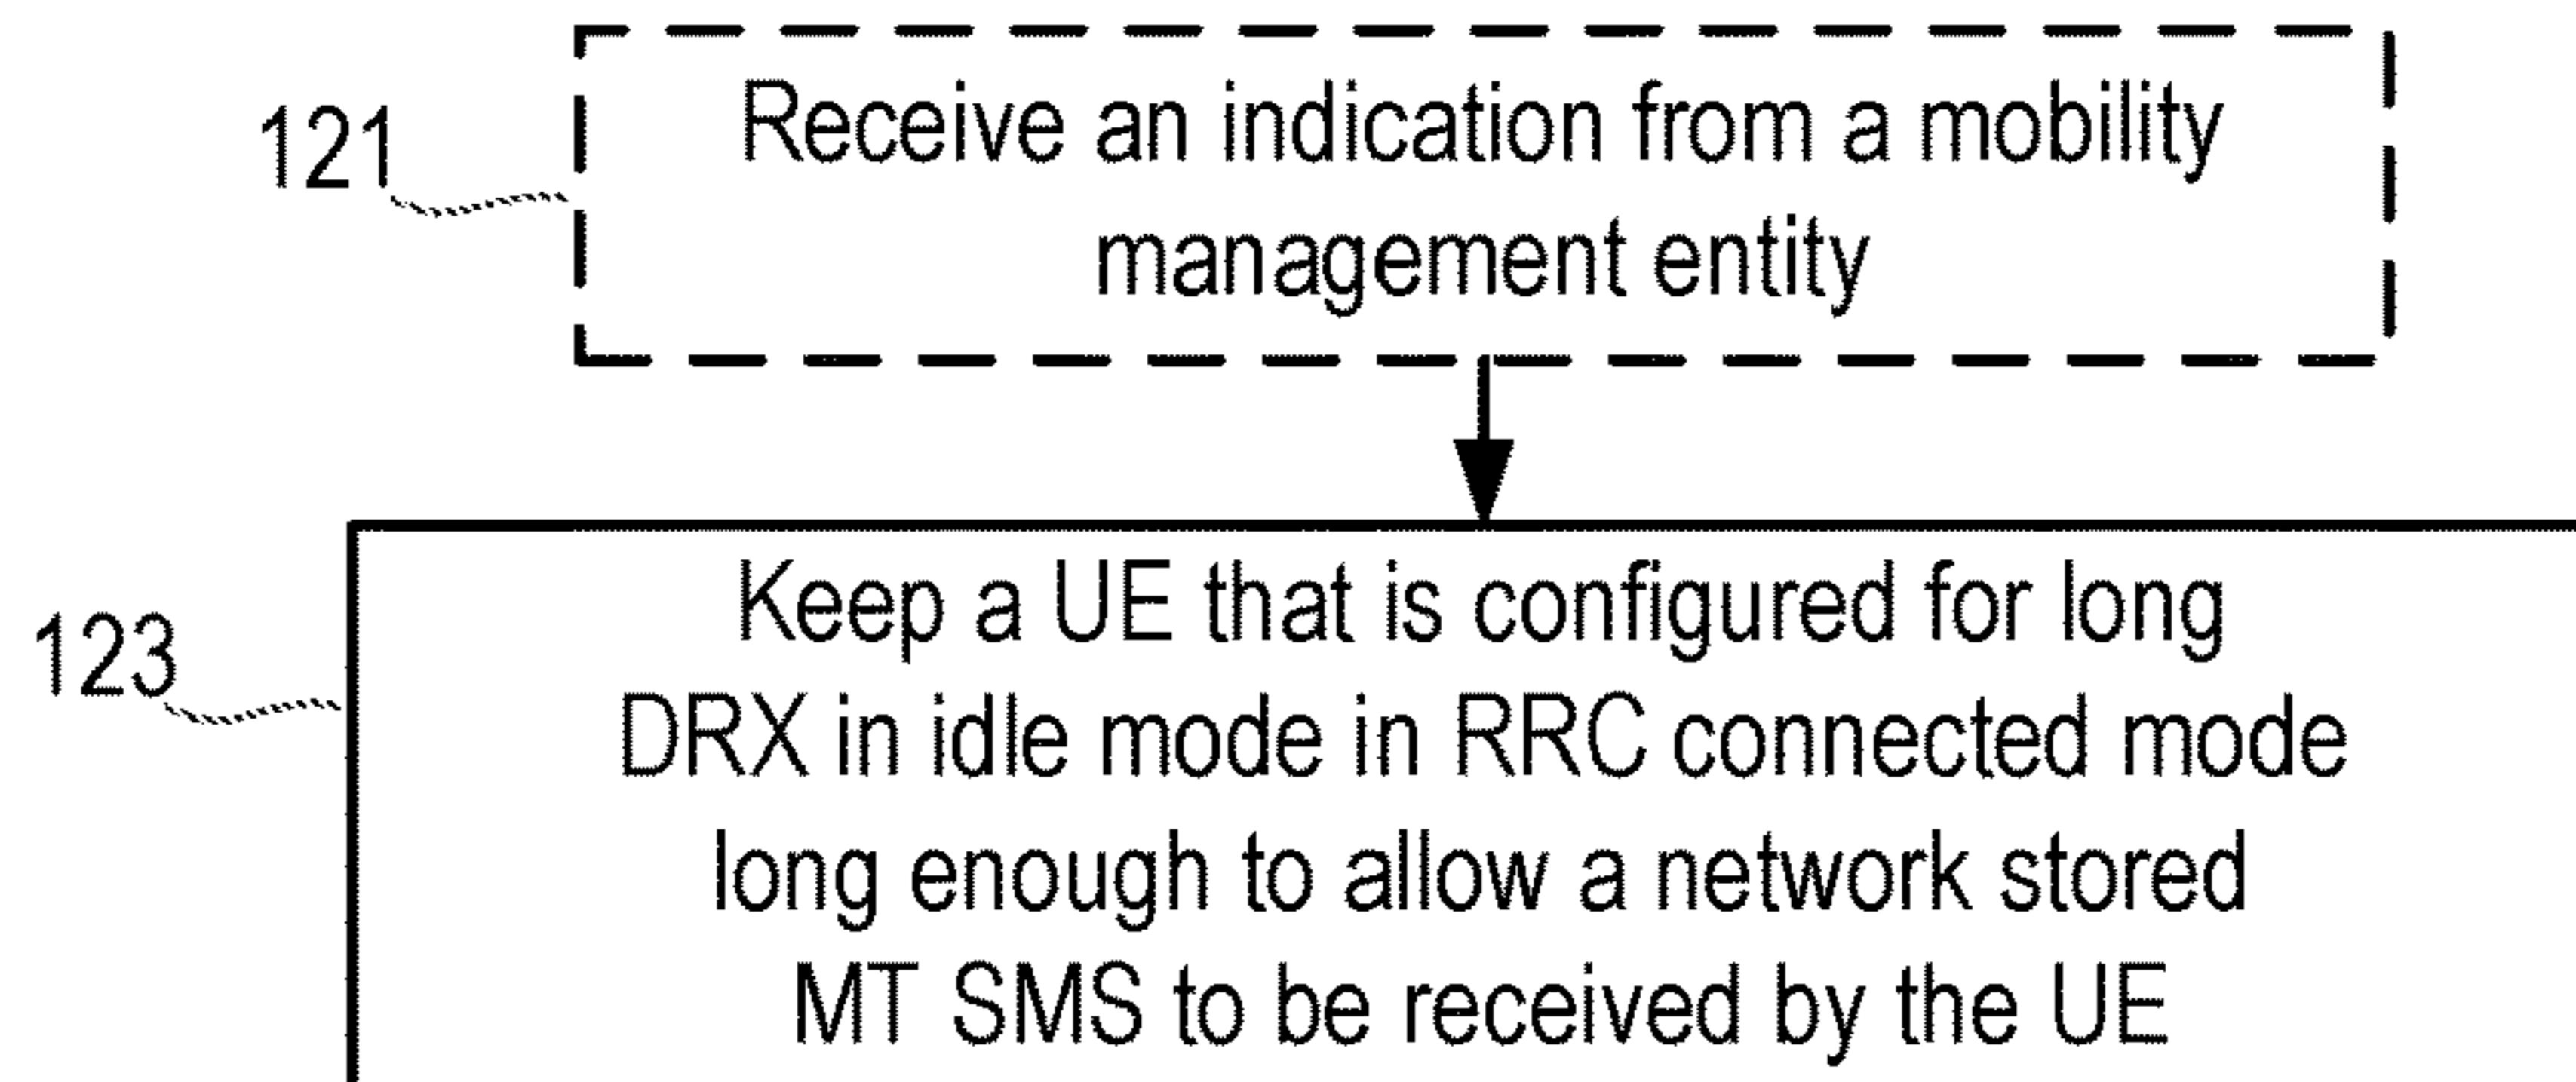 121
Receive an indication from a mobility
management entity
123
Keep a UE that is configured for long
DRX in idle mode in RRC connected mode
long enough to allow a network stored
MT SMS to be received by the UE